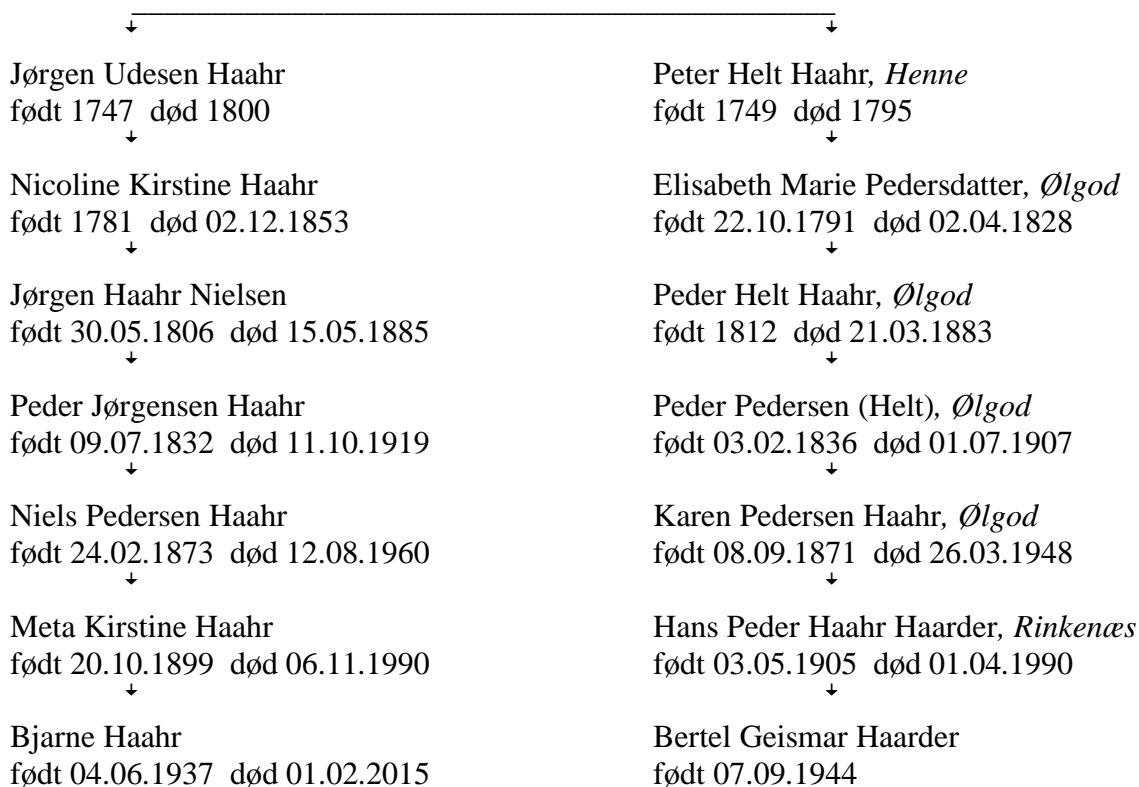 Jørgen Udesen Haahr
født 1747 død 1800
Nicoline Kirstine Haahr
født 1781 død 02.12.1853
Jørgen Haahr Nielsen
født 30.05.1806 død 15.05.1885
Peder Jørgensen Haahr
født 09.07.1832 død 11.10.1919
Niels Pedersen Haahr
født 24.02.1873 død 12.08.1960
Meta Kirstine Haahr
født 20.10.1899 død 06.11.1990
Bjarne Haahr
født 04.06.1937 død 01.02.2015
Peter Helt Haahr, Henne
født 1749 død 1795
Elisabeth Marie Pedersdatter, Ølgod
født 22.10.1791 død 02.04.1828
Peder Helt Haahr, Ølgod
født 1812 død 21.03.1883
Peder Pedersen (Helt), Ølgod
født 03.02.1836 død 01.07.1907
Karen Pedersen Haahr, Ølgod
født 08.09.1871 død 26.03.1948
Hans Peder Haahr Haarder, Rinkenæs
født 03.05.1905 død 01.04.1990
Bertel Geismar Haarder
født 07.09.1944